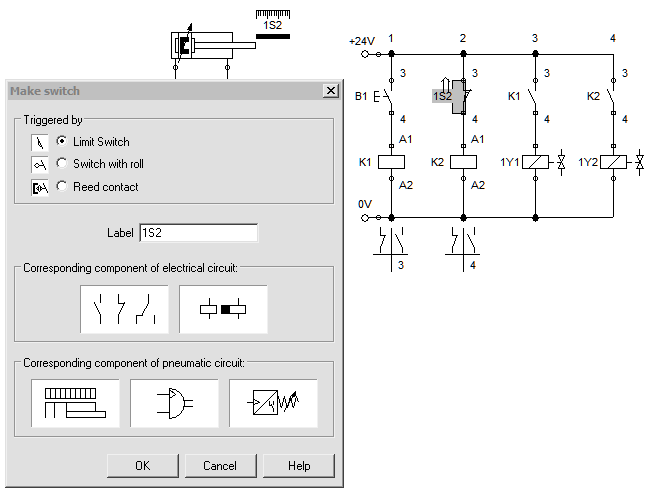 1S2
Make switch
Triggered by
Limit Switch
Switch with roll
Reed contact
Label 1S2
Corresponding component of electrical circuit:
Corresponding component of pneumatic circuit:
OK Cancel Help
1 2 3 4
+24V
3 3 3 3
B1 1S2 K1 K2
4 4 4 4
A1 A1
K1 K2 1Y1 1Y2
A2 A2
0V
3 4